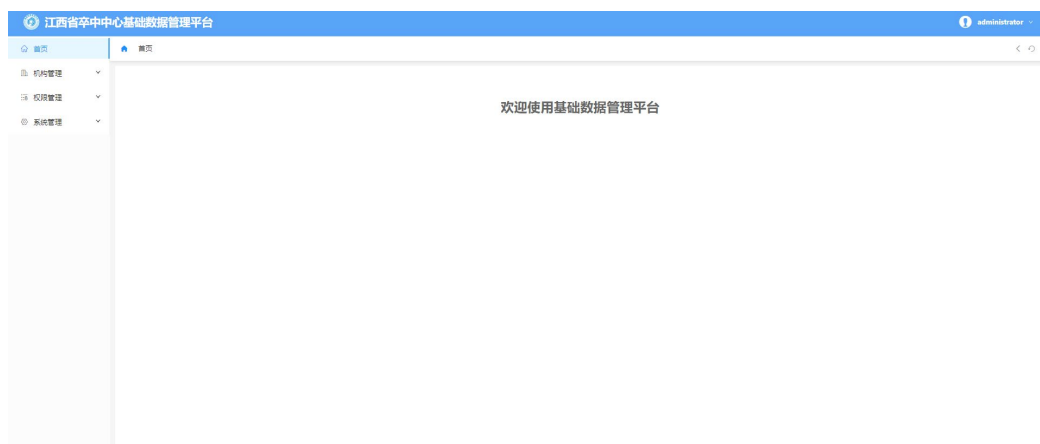 江西省卒中中心基础数据管理平台
administrator
首页
首页
机构管理
权限管理
系统管理
欢迎使用基础数据管理平台